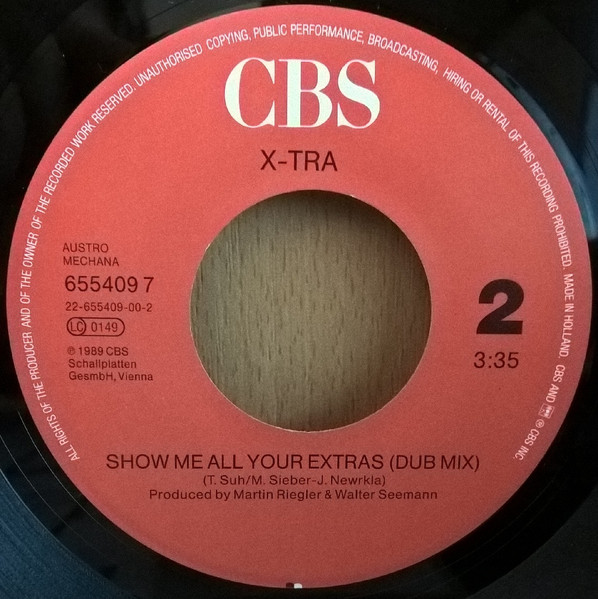 ALL RIGHTS OF THE PRODUCER AND OF THE OWNER OF THE RECORDED WORK RESERVED. UNAUTHORISED COPYING, PUBLIC PERFORMANCE, BROADCASTING, HIRING OR RENTAL OF THIS RECORDING PROHIBITED. MADE IN HOLLAND. CBS AND ℗ CBS INC.
CBS
X-TRA
AUSTRO
MECHANA
655409 7
22-655409-00-2
LC 0149
℗ 1989 CBS
Schallplatten
GesmbH, Vienna
2
3:35
SHOW ME ALL YOUR EXTRAS (DUB MIX)
(T. Suh/M. Sieber-J. Newrkla)
Produced by Martin Riegler & Walter Seemann